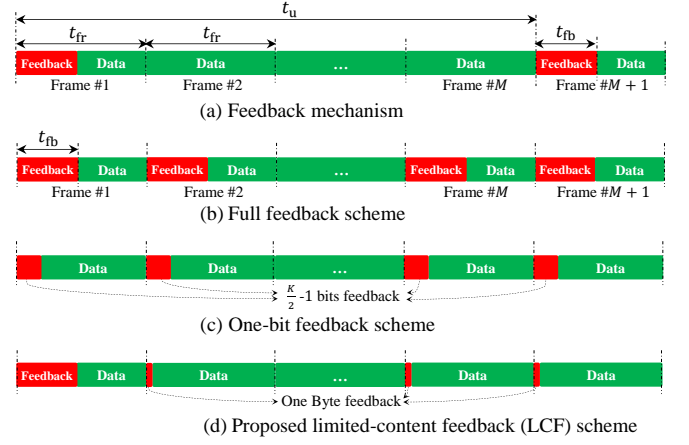 t_u
t_fr t_fr t_fb
Feedback Data Data ... Data Feedback Data
Frame #1 Frame #2 Frame #M Frame #M + 1
(a) Feedback mechanism
t_fb
Feedback Data Feedback Data ... Feedback Data Feedback Data
Frame #1 Frame #2 Frame #M Frame #M + 1
(b) Full feedback scheme
Data Data ... Data Data
K/2 -1 bits feedback
(c) One-bit feedback scheme
Feedback Data Data ... Data Data
One Byte feedback
(d) Proposed limited-content feedback (LCF) scheme